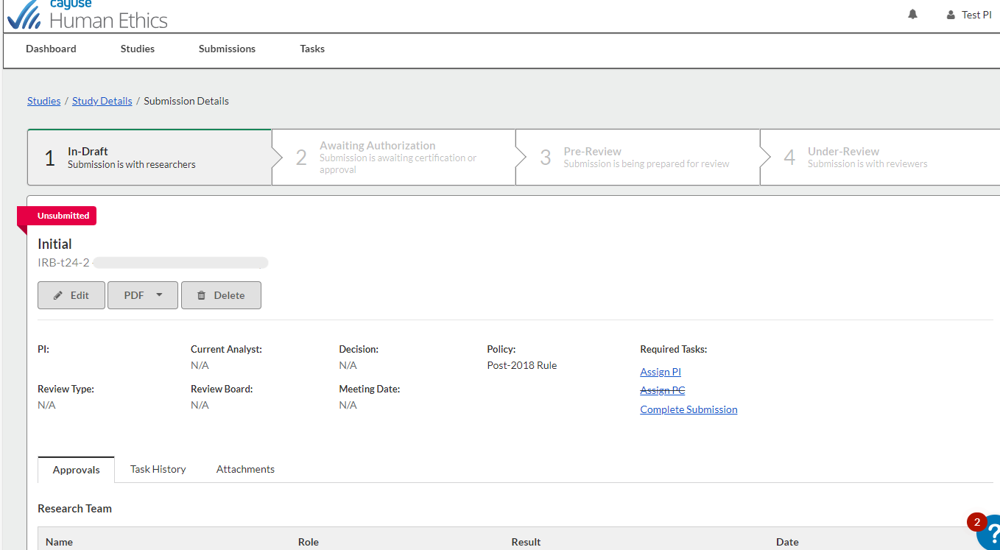 cayuse
Human Ethics
Test PI
Dashboard Studies Submissions Tasks
Studies / Study Details / Submission Details
1 In-Draft
Submission is with researchers
2 Awaiting Authorization
Submission is awaiting certification or
approval
3 Pre-Review
Submission is being prepared for review
4 Under-Review
Submission is with reviewers
Unsubmitted
Initial
IRB-t24-2
Edit PDF Delete
PI: Current Analyst: Decision: Policy: Required Tasks:
N/A N/A Post-2018 Rule
Assign PI
Review Type: Review Board: Meeting Date:
Assign PC
N/A N/A N/A
Complete Submission
Approvals Task History Attachments
Research Team
Name Role Result Date
2
?